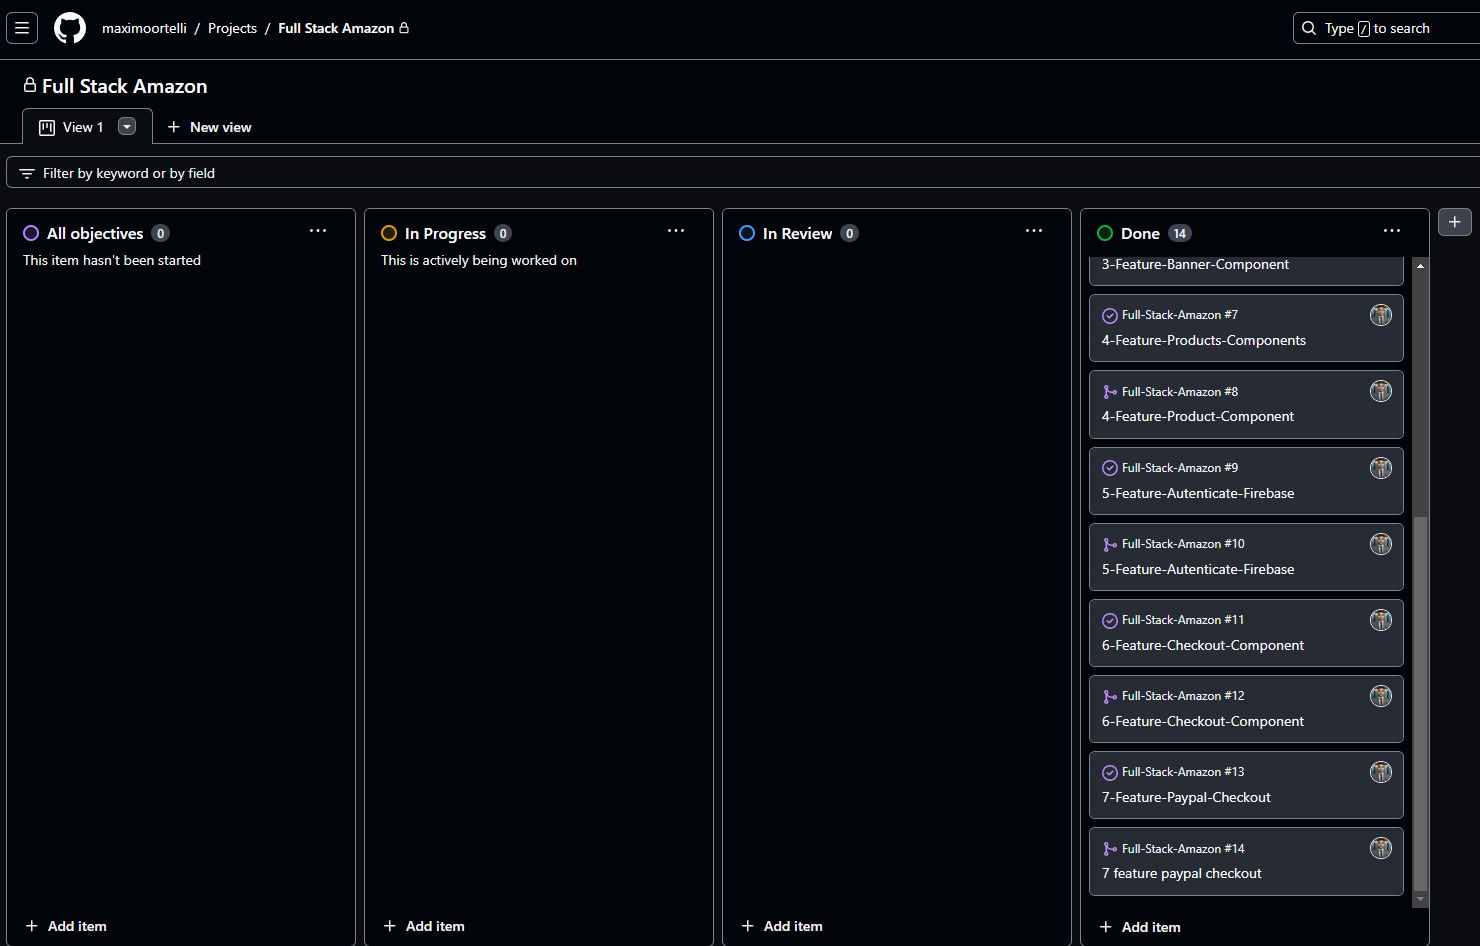 maximoortelli / Projects / Full Stack Amazon
Type / to search
Full Stack Amazon
View 1
New view
Filter by keyword or by field
All objectives 0
This item hasn't been started
Add item
In Progress 0
This is actively being worked on
Add item
In Review 0
Add item
Done 14
3-Feature-Banner-Component
Full-Stack-Amazon #7
4-Feature-Products-Components
Full-Stack-Amazon #8
4-Feature-Product-Component
Full-Stack-Amazon #9
5-Feature-Autenticate-Firebase
Full-Stack-Amazon #10
5-Feature-Autenticate-Firebase
Full-Stack-Amazon #11
6-Feature-Checkout-Component
Full-Stack-Amazon #12
6-Feature-Checkout-Component
Full-Stack-Amazon #13
7-Feature-Paypal-Checkout
Full-Stack-Amazon #14
7 feature paypal checkout
Add item